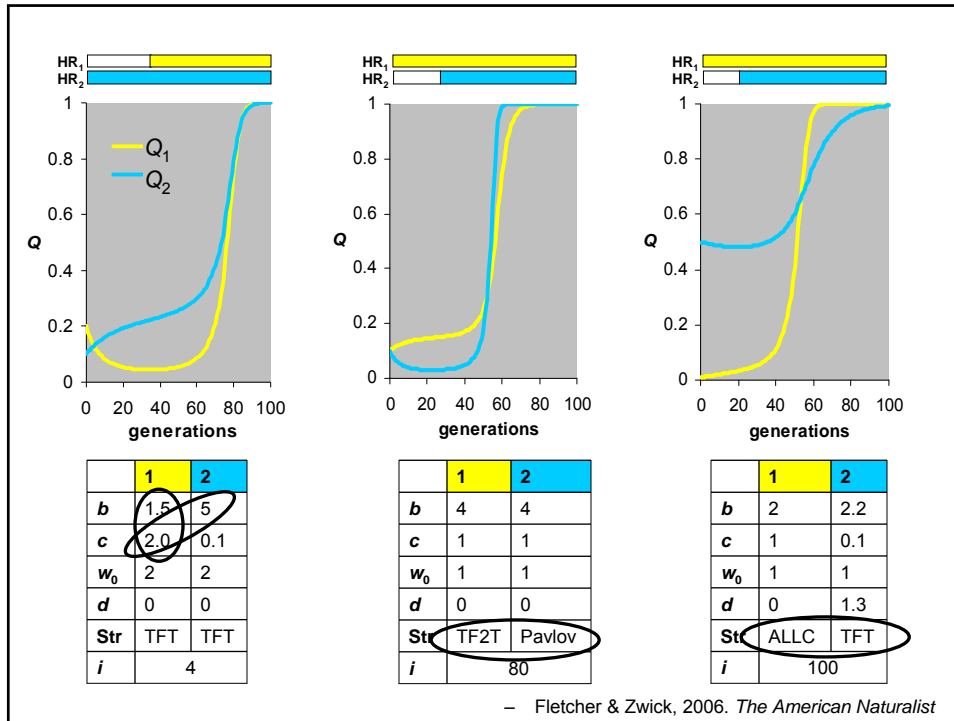 HR1 HR2
1
0.8
0.6
0.4
0.2
0
Q
Q1
Q2
0 20 40 60 80 100
generations
1 2
b 1.5 5
c 2.0 0.1
w0 2 2
d 0 0
Str TFT TFT
i 4
HR1 HR2
1
0.8
0.6
0.4
0.2
0
Q
0 20 40 60 80 100
generations
1 2
b 4 4
c 1 1
w0 1 1
d 0 0
Str TF2T Pavlov
i 80
HR1 HR2
1
0.8
0.6
0.4
0.2
0
Q
0 20 40 60 80 100
generations
1 2
b 2 2.2
c 1 0.1
w0 1 1
d 0 1.3
Str ALLC TFT
i 100
– Fletcher & Zwick, 2006. The American Naturalist